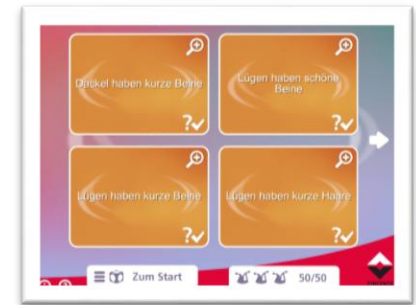 Dackel haben kurze Beine
Lügen haben schöne
Beine
Lügen haben kurze Beine
Lügen haben kurze Haare
Zum Start
50/50